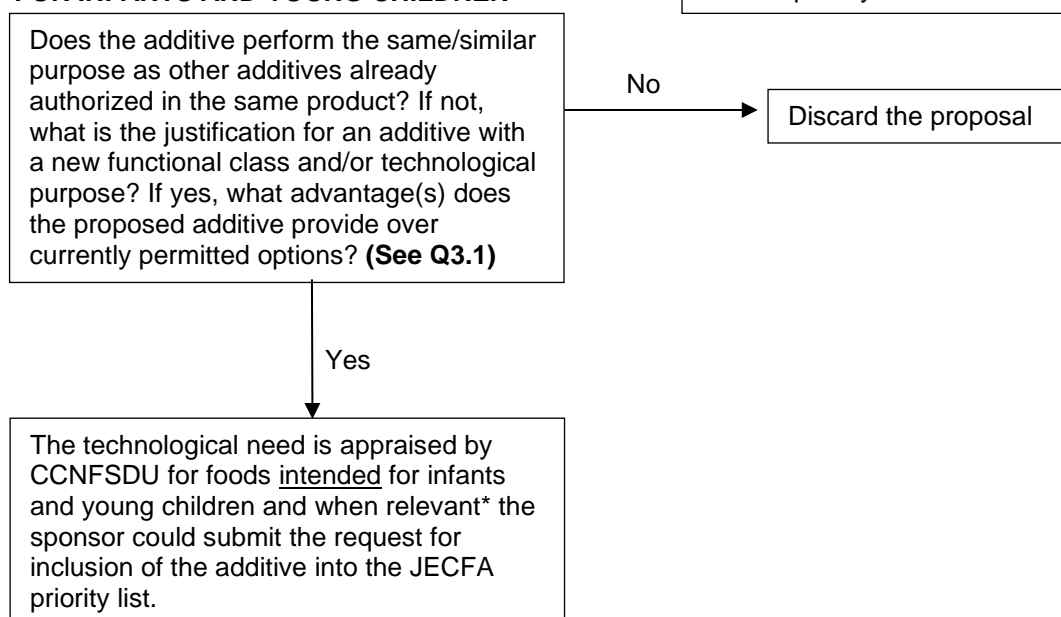 Does the additive perform the same/similar
purpose as other additives already
authorized in the same product? If not,
what is the justification for an additive with
a new functional class and/or technological
purpose? If yes, what advantage(s) does
the proposed additive provide over
currently permitted options? (See Q3.1)
No
Discard the proposal
Yes
The technological need is appraised by
CCNFSDU for foods intended for infants
and young children and when relevant* the
sponsor could submit the request for
inclusion of the additive into the JECFA
priority list.